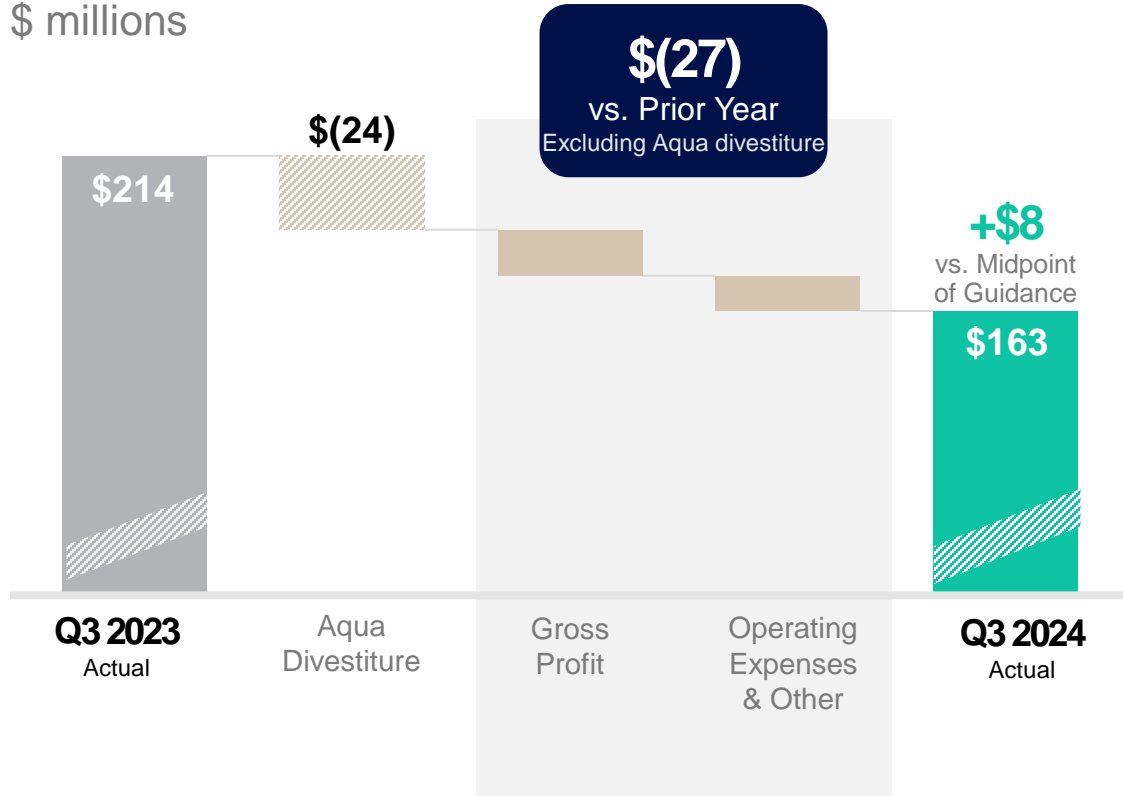 $ millions
$(27)
vs. Prior Year
Excluding Aqua divestiture
$(24)
$214
+$8
vs. Midpoint
of Guidance
$163
Q3 2023
Actual
Aqua
Divestiture
Gross
Profit
Operating
Expenses
& Other
Q3 2024
Actual